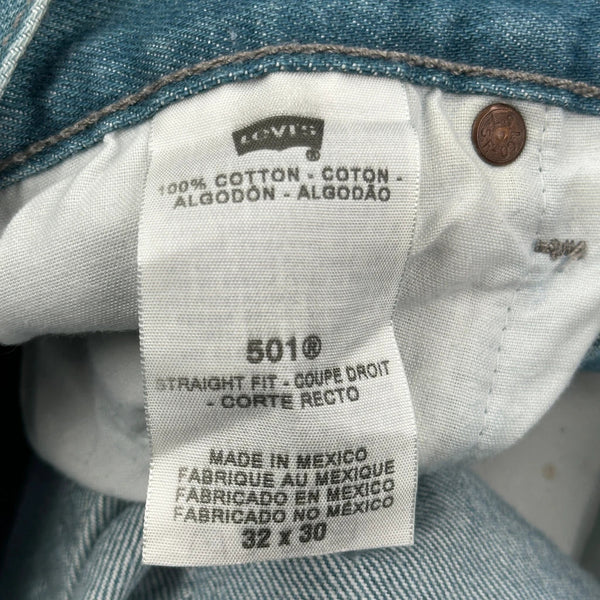 Levi's
®
100% COTTON - COTON -
ALGODÓN - ALGODÃO
501®
STRAIGHT FIT - COUPE DROIT
- CORTE RECTO
MADE IN MEXICO
FABRIQUE AU MEXIQUE
FABRICADO EN MÉXICO
FABRICADO NO MÉXICO
32 x 30